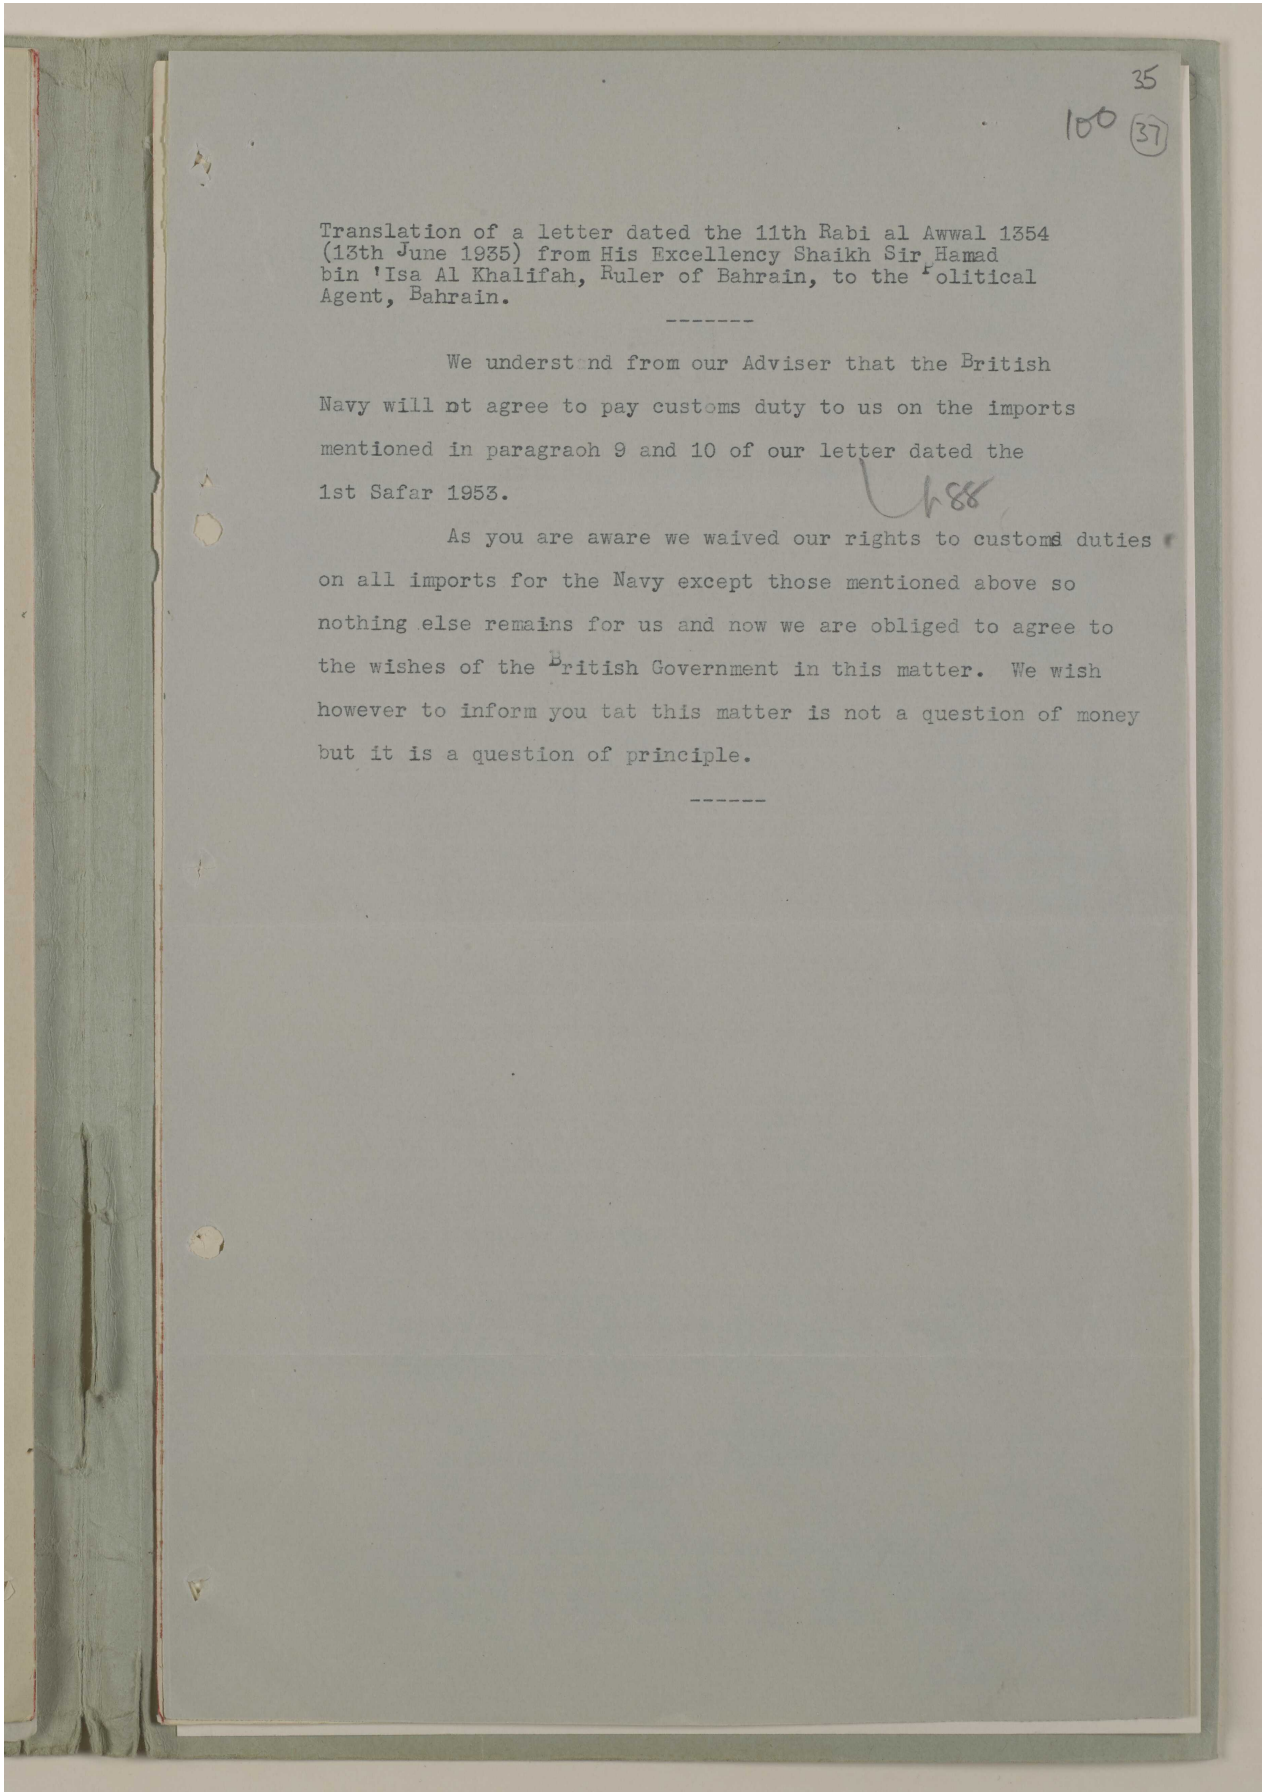 35
100 37
Translation of a letter dated the 11th Rabi al Awwal 1354
(13th June 1935) from His Excellency Shaikh Sir Hamad
bin 'Isa Al Khalifah, Ruler of Bahrain, to the Political
Agent, Bahrain.
-------
We understand from our Adviser that the British
Navy will not agree to pay customs duty to us on the imports
mentioned in paragraoh 9 and 10 of our letter dated the
1st Safar 1953.
p88
As you are aware we waived our rights to customs duties
on all imports for the Navy except those mentioned above so
nothing else remains for us and now we are obliged to agree to
the wishes of the British Government in this matter. We wish
however to inform you tat this matter is not a question of money
but it is a question of principle.
------